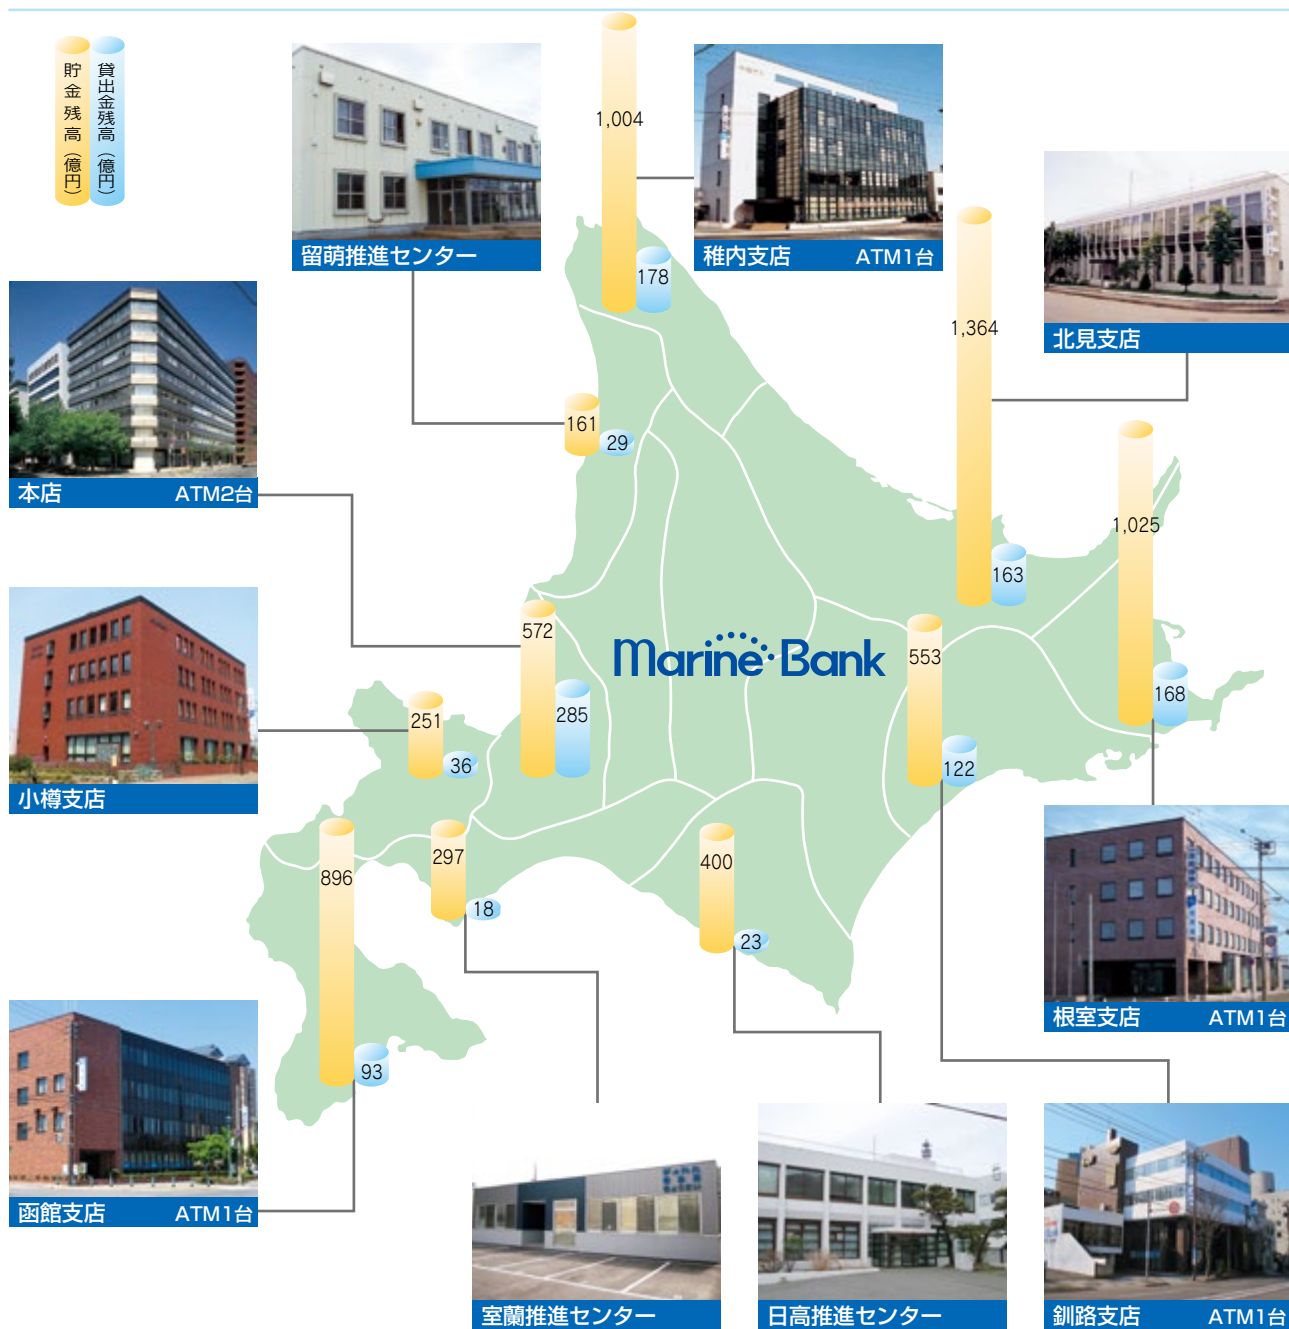 貯金残高（億円）
貸出金残高（億円）
1,004
178
留萌推進センター
稚内支店 ATM1台
1,364
163
北見支店
161
29
本店 ATM2台
1,025
168
572
285
Marine Bank
553
122
251
36
小樽支店
896
93
297
18
400
23
根室支店 ATM1台
函館支店 ATM1台
室蘭推進センター
日高推進センター
釧路支店 ATM1台